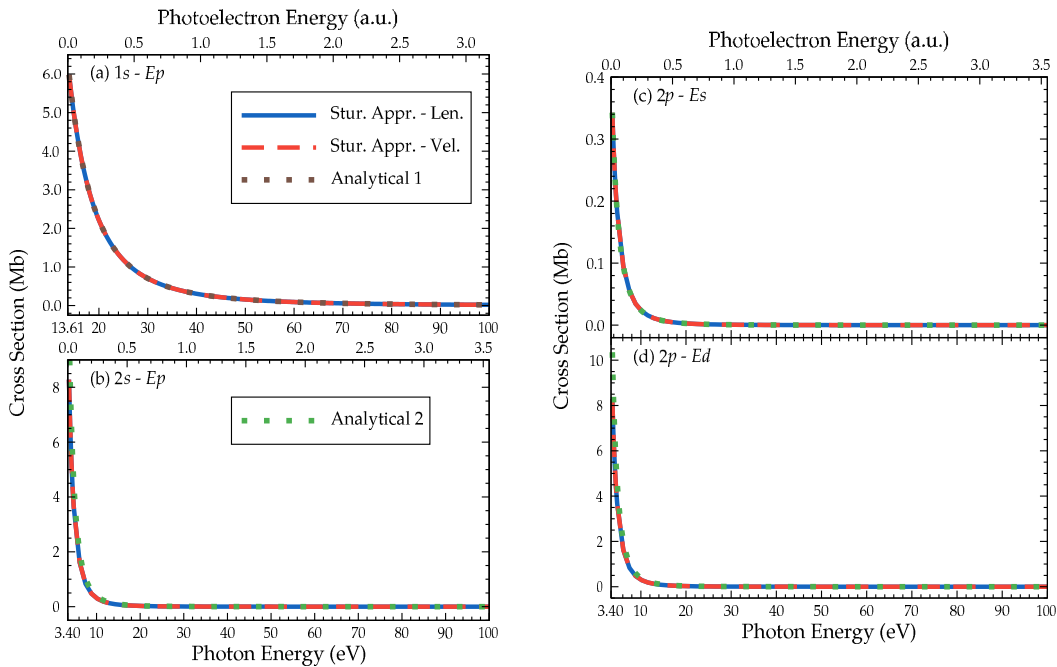 Photoelectron Energy (a.u.)
0.0 0.5 1.0 1.5 2.0 2.5 3.0
(a) 1s - Ep
6.0
5.0
4.0
3.0
2.0
1.0
0.0
Stur. Appr. - Len.
Stur. Appr. - Vel.
Analytical 1
13.61 20 30 40 50 60 70 80 90 100
0.0 0.5 1.0 1.5 2.0 2.5 3.0 3.5
Cross Section (Mb)
(b) 2s - Ep
8
6
4
2
0
Analytical 2
3.40 10 20 30 40 50 60 70 80 90 100
Photon Energy (eV)
Photoelectron Energy (a.u.)
0.0 0.5 1.0 1.5 2.0 2.5 3.0 3.5
(c) 2p - Es
0.4
0.3
0.2
0.1
0.0
Cross Section (Mb)
(d) 2p - Ed
10
8
6
4
2
0
3.40 10 20 30 40 50 60 70 80 90 100
Photon Energy (eV)